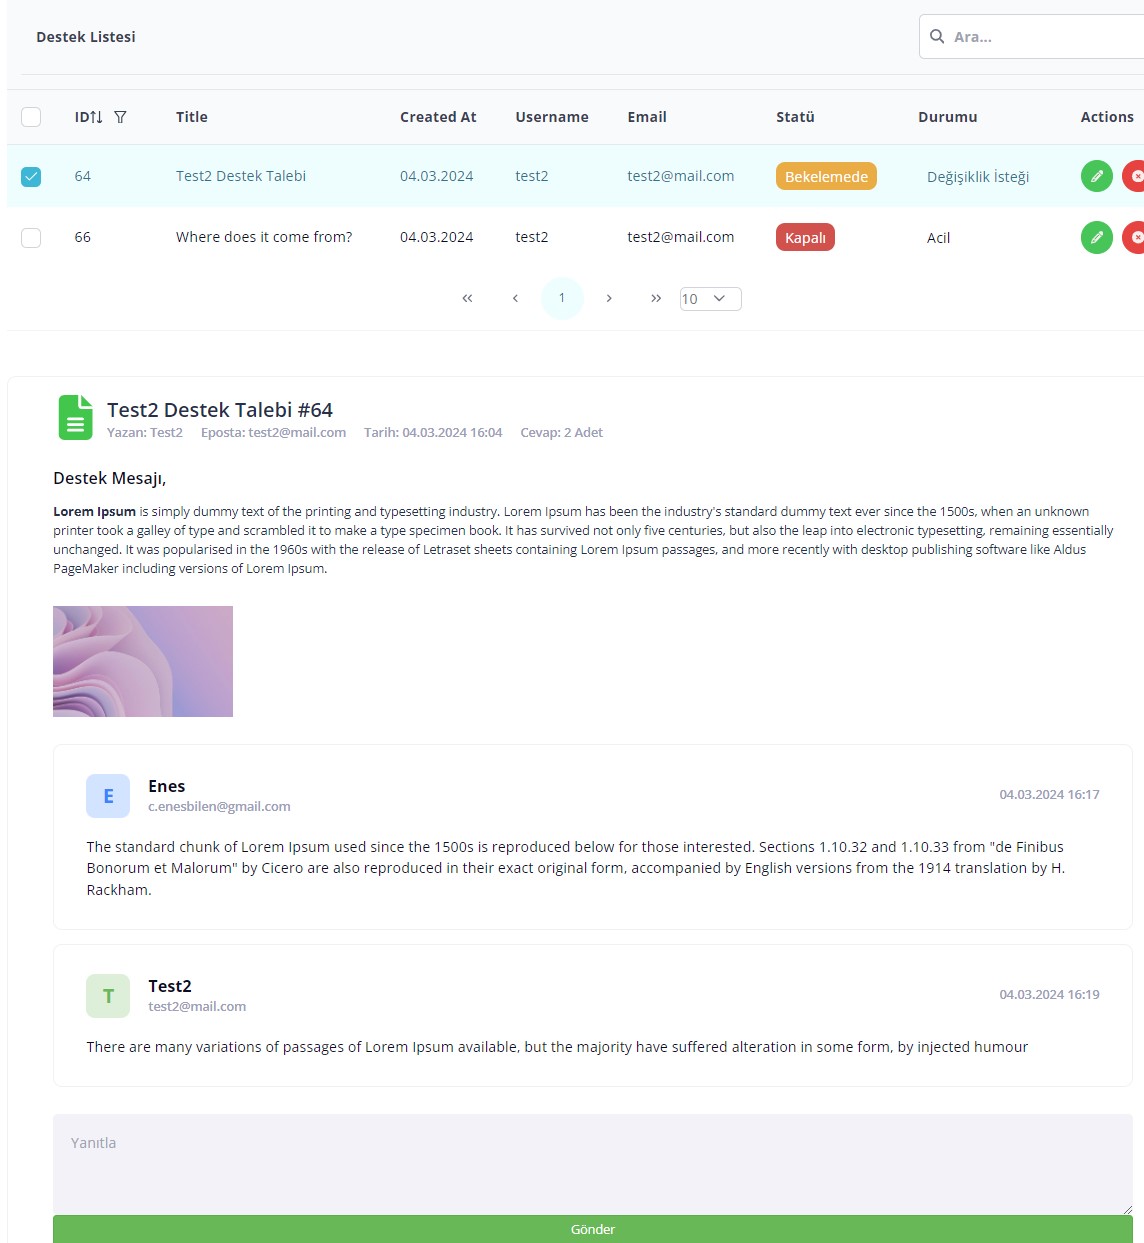 Destek Listesi
Ara...
ID Title Created At Username Email Statü Durumu Actions
64 Test2 Destek Talebi 04.03.2024 test2 test2@mail.com Bekelemede Değişiklik İsteği
66 Where does it come from? 04.03.2024 test2 test2@mail.com Kapalı Acil
1 10
Test2 Destek Talebi #64
Yazan: Test2 Eposta: test2@mail.com Tarih: 04.03.2024 16:04 Cevap: 2 Adet
Destek Mesajı,
Lorem Ipsum is simply dummy text of the printing and typesetting industry. Lorem Ipsum has been the industry's standard dummy text ever since the 1500s, when an unknown
printer took a galley of type and scrambled it to make a type specimen book. It has survived not only five centuries, but also the leap into electronic typesetting, remaining essentially
unchanged. It was popularised in the 1960s with the release of Letraset sheets containing Lorem Ipsum passages, and more recently with desktop publishing software like Aldus
PageMaker including versions of Lorem Ipsum.
E
Enes
c.enesbilen@gmail.com
04.03.2024 16:17
The standard chunk of Lorem Ipsum used since the 1500s is reproduced below for those interested. Sections 1.10.32 and 1.10.33 from "de Finibus
Bonorum et Malorum" by Cicero are also reproduced in their exact original form, accompanied by English versions from the 1914 translation by H.
Rackham.
T
Test2
test2@mail.com
04.03.2024 16:19
There are many variations of passages of Lorem Ipsum available, but the majority have suffered alteration in some form, by injected humour
Yanıtla
Gönder